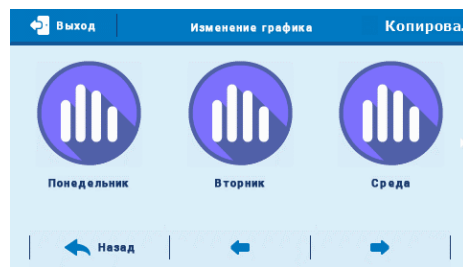 Выход Изменение графика Копирова
Понедельник Вторник Среда
Назад